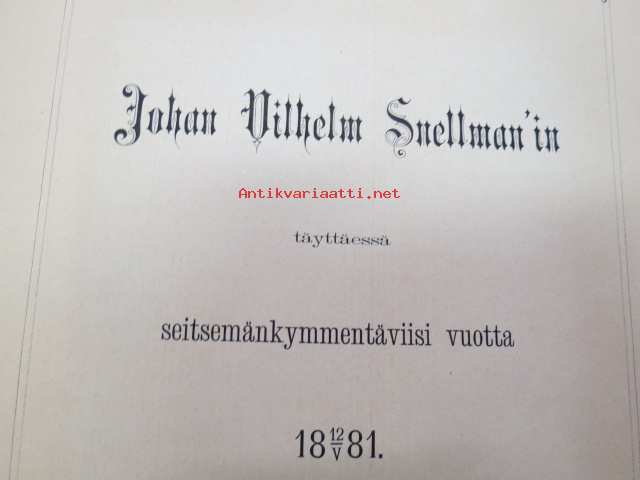 Johan Vilhelm Snellman'in
Antikvariaatti.net
täyttäessä
seitsemänkymmentäviisi vuotta
18 12/V 81.